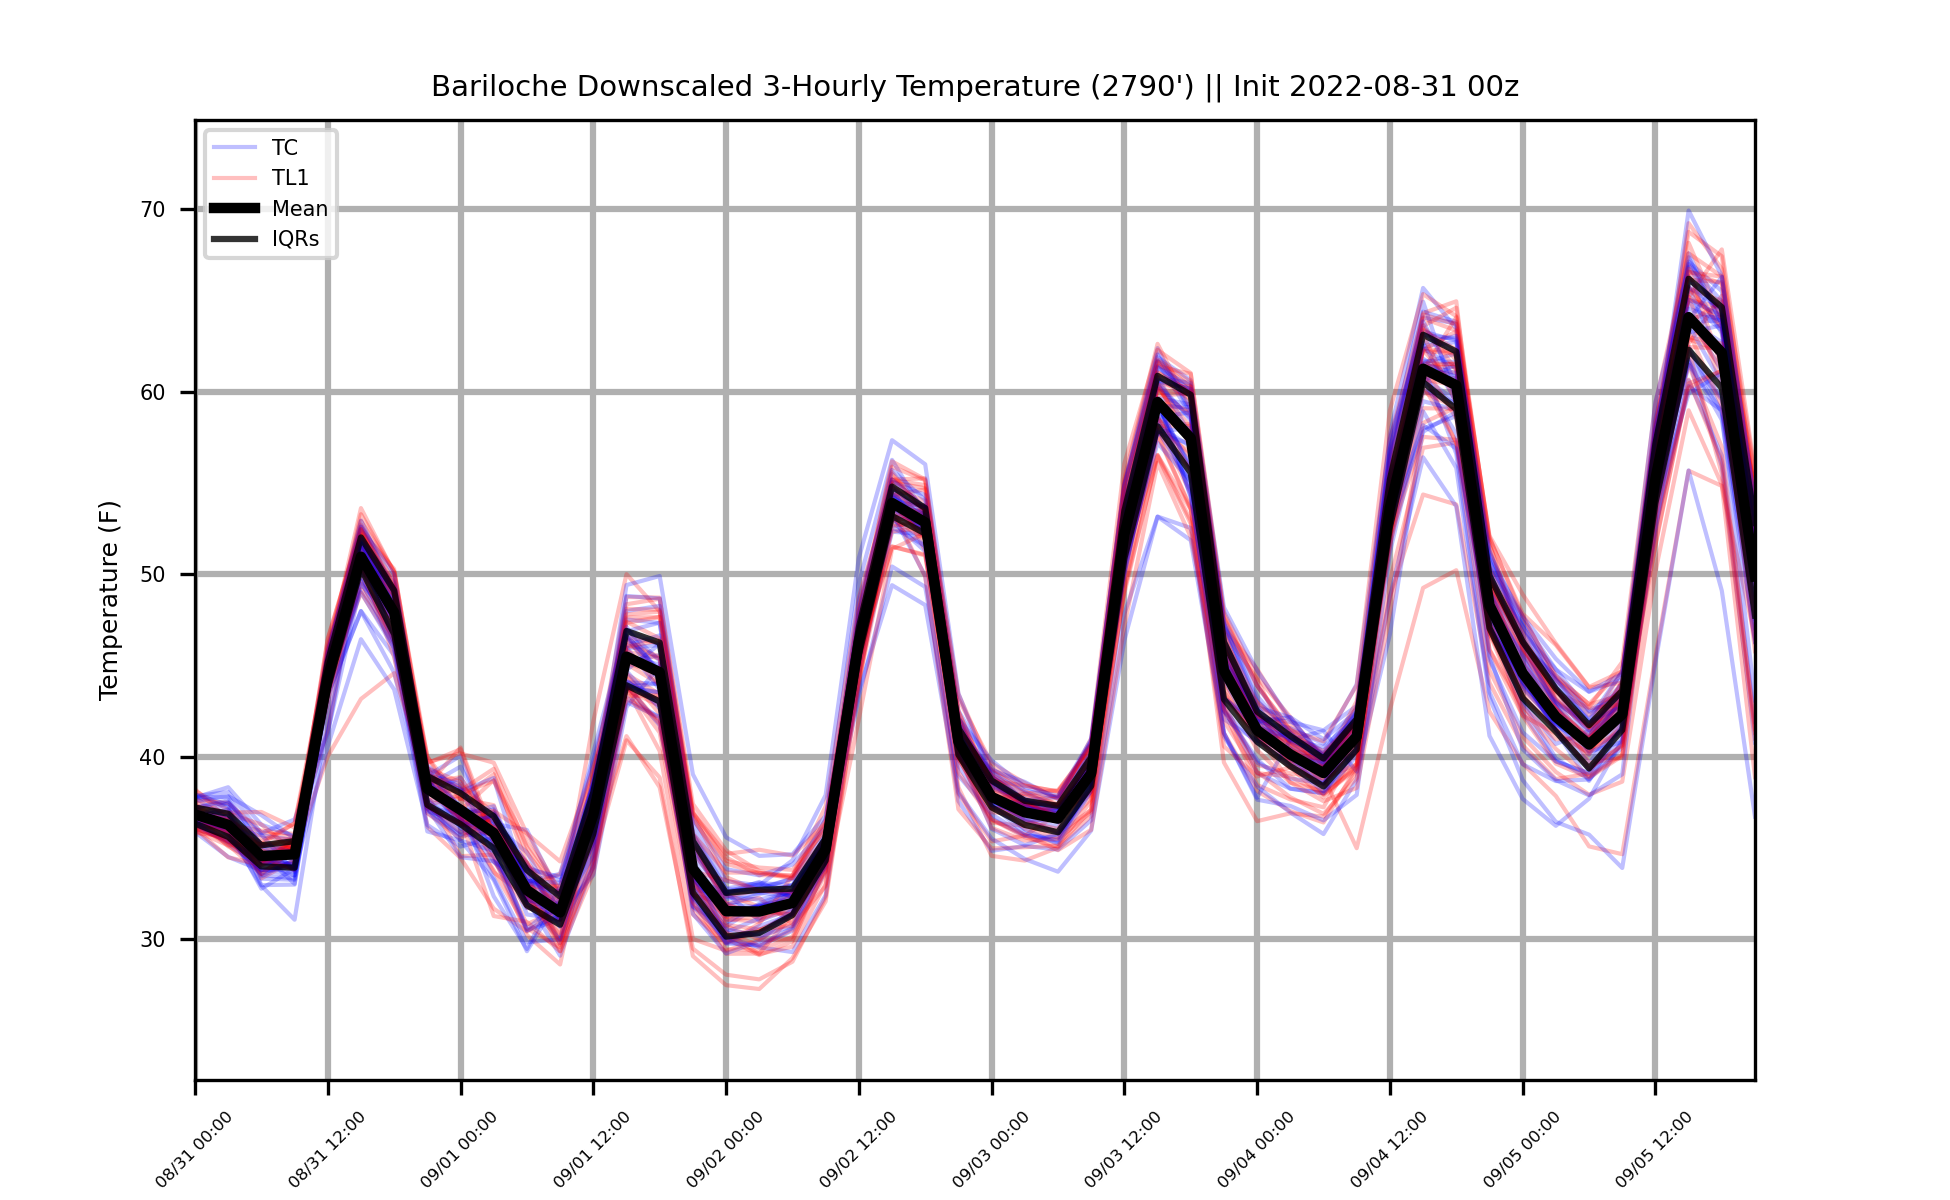 Bariloche Downscaled 3-Hourly Temperature (2790') || Init 2022-08-31 00z
TC
TL1
Mean
IQRs
Temperature (F)
70
60
50
40
30
08/31 00:00
08/31 12:00
09/01 00:00
09/01 12:00
09/02 00:00
09/02 12:00
09/03 00:00
09/03 12:00
09/04 00:00
09/04 12:00
09/05 00:00
09/05 12:00